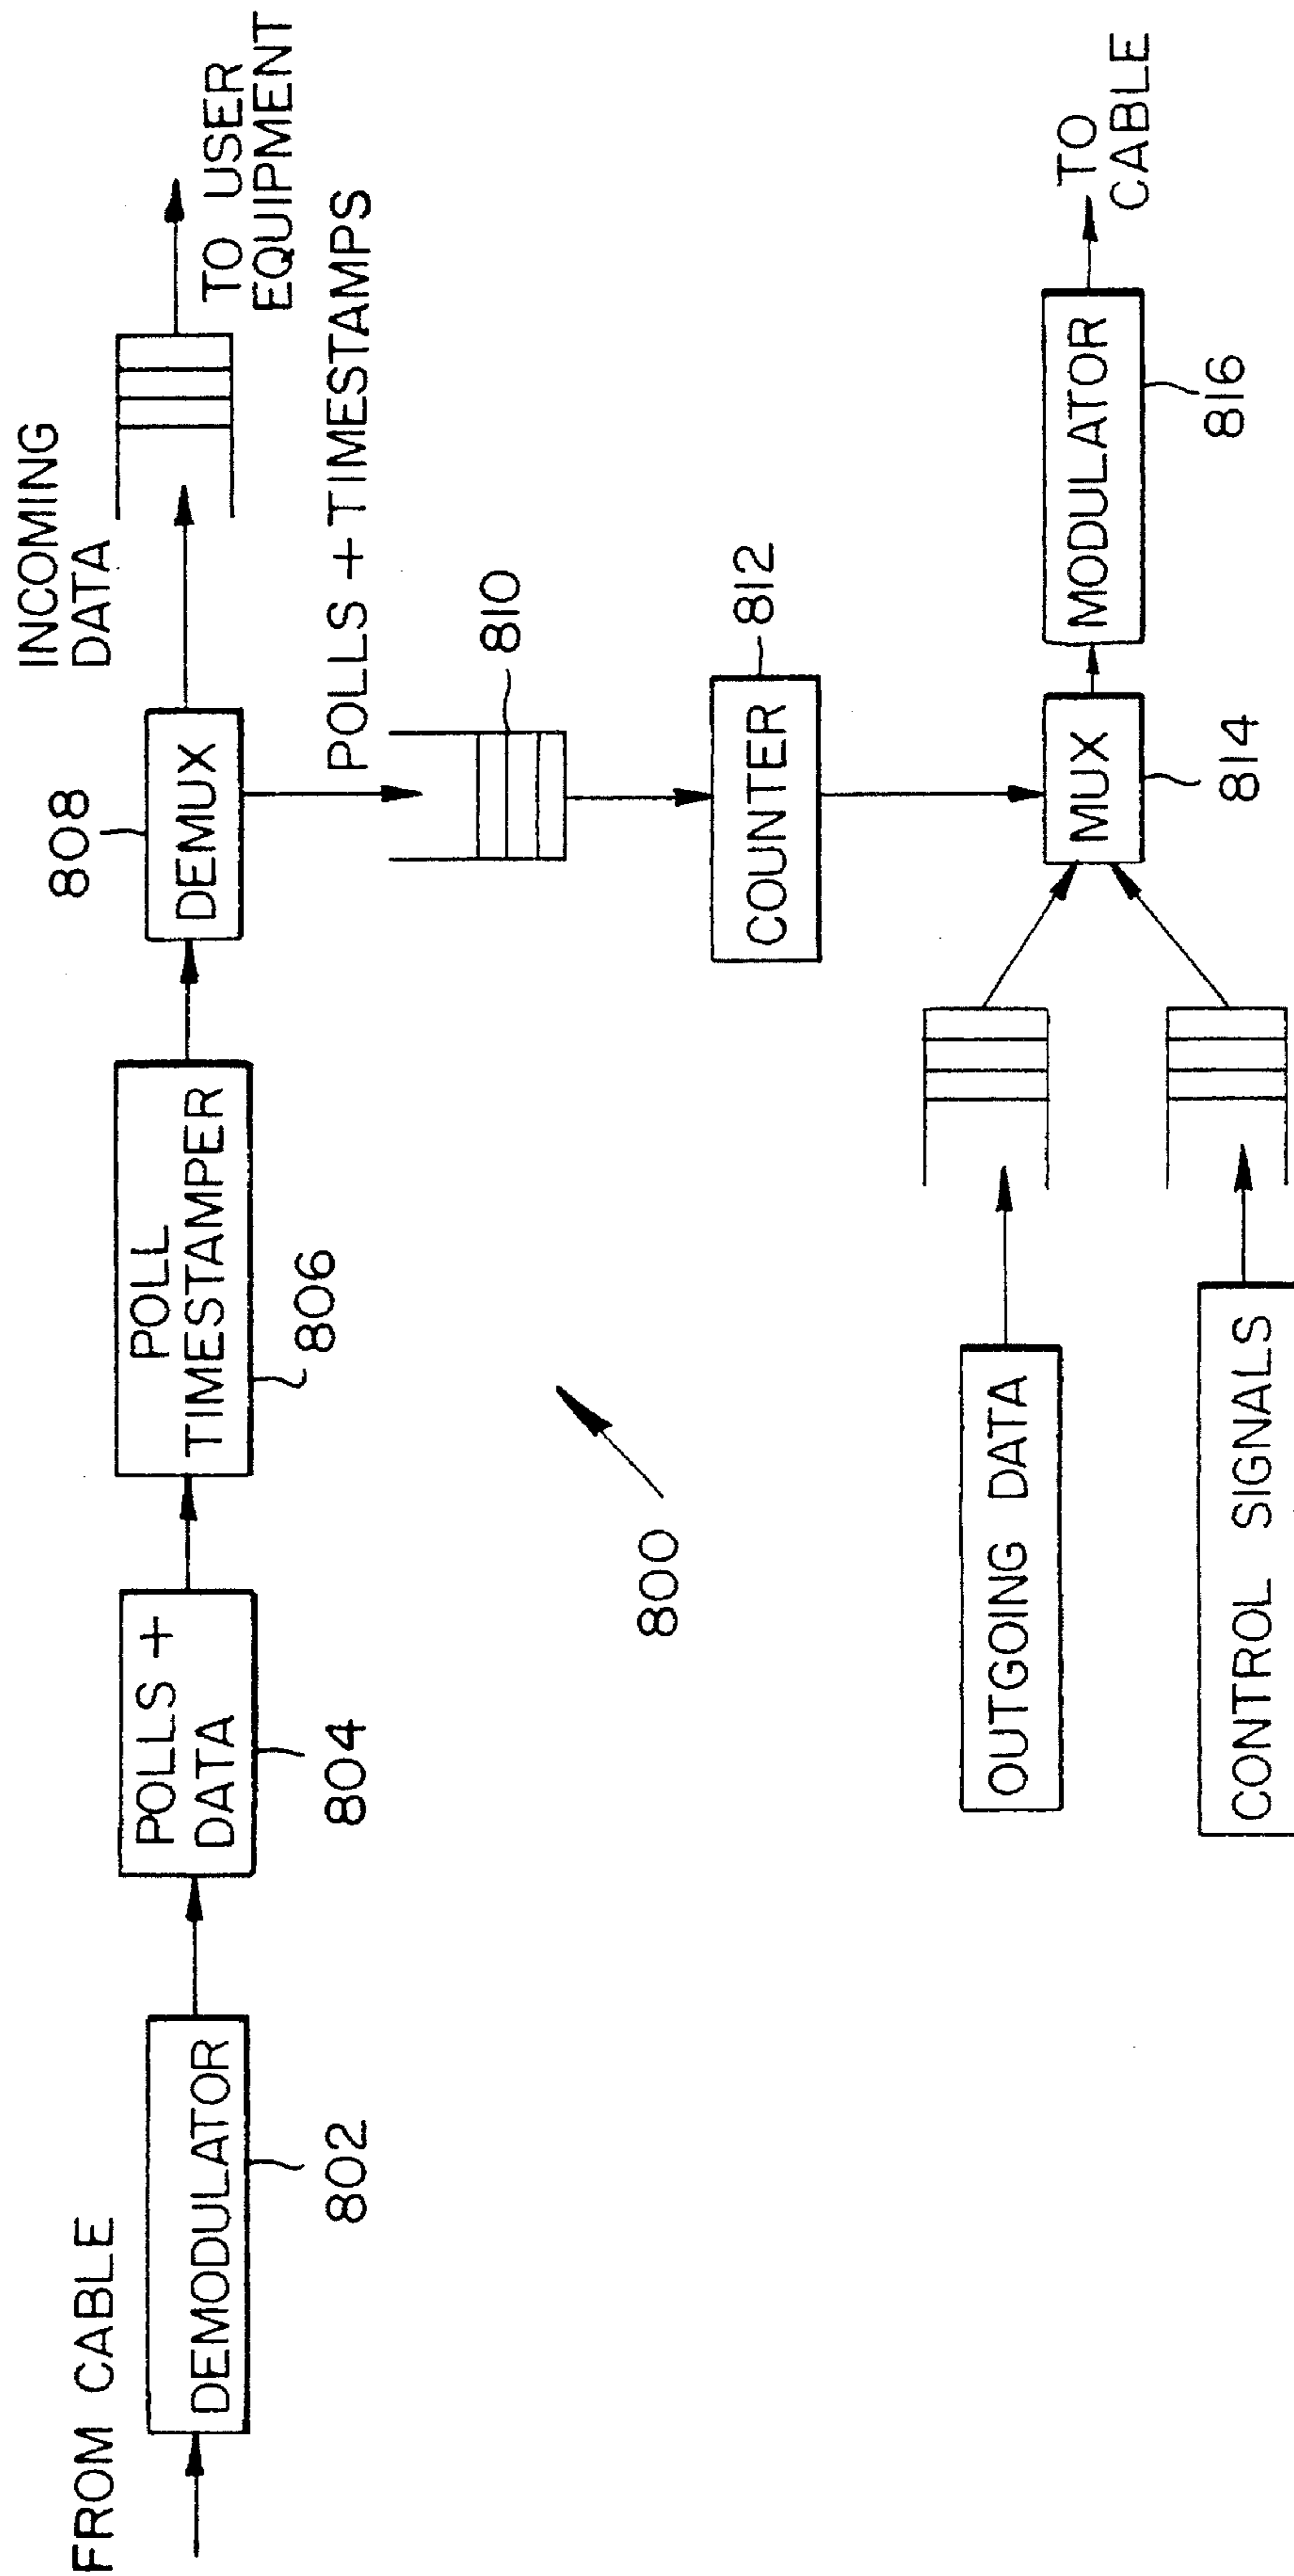 FROM CABLE
DEMODULATOR
802
POLLS +
DATA
804
POLL
TIMESTAMPER
806
808
DEMUX
INCOMING
DATA
TO USER
EQUIPMENT
POLLS + TIMESTAMPS
810
812
COUNTER
800
OUTGOING DATA
CONTROL SIGNALS
MUX
814
MODULATOR
816
TO
CABLE